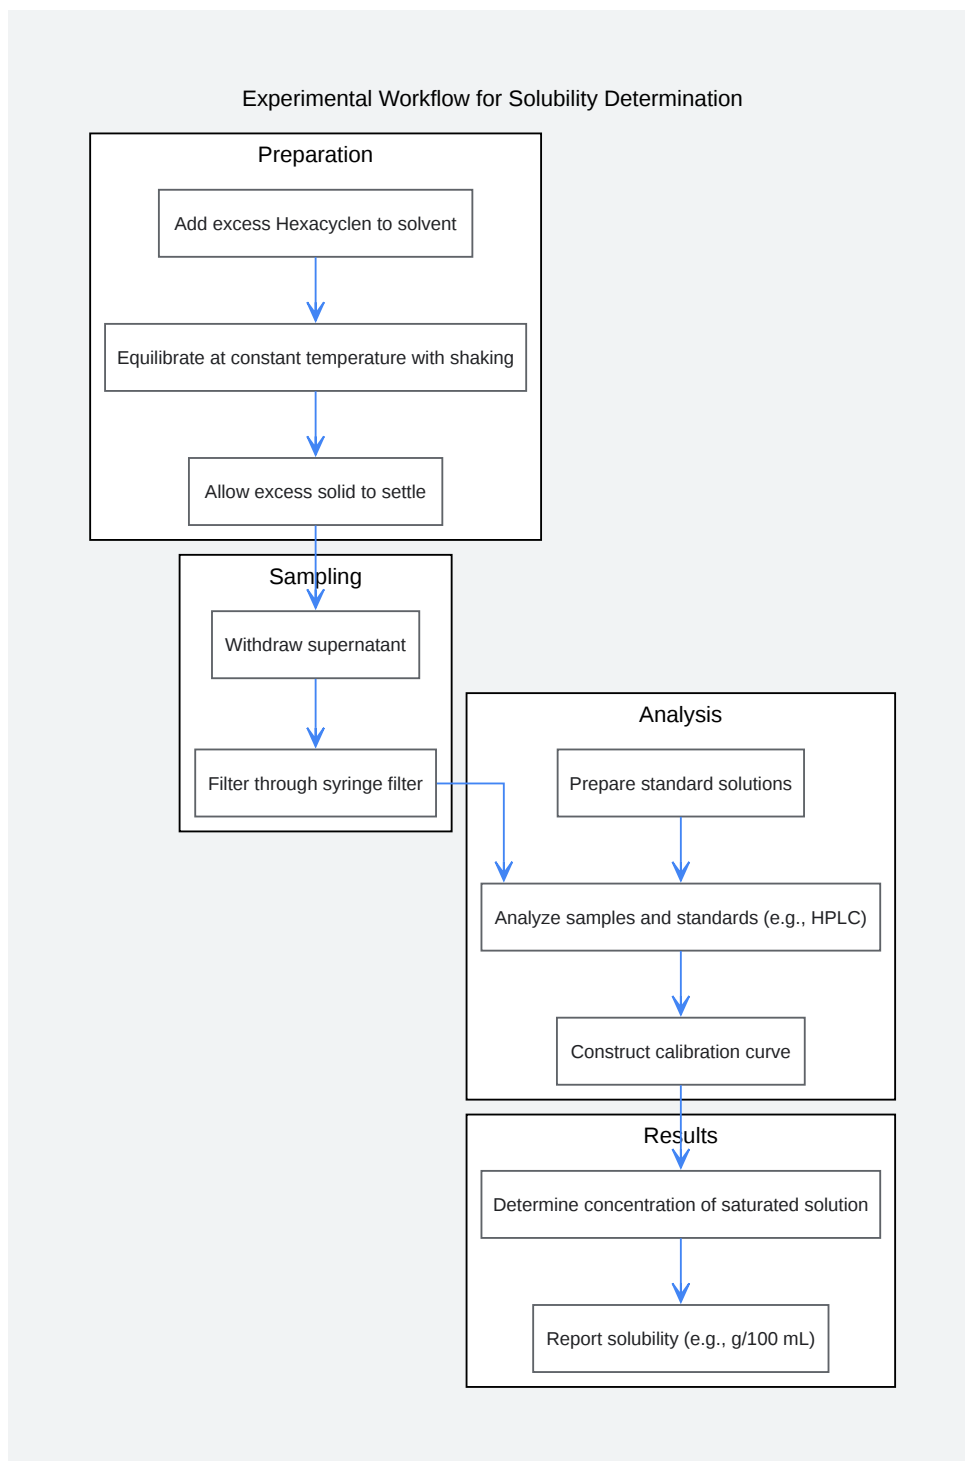 Experimental Workflow for Solubility Determination
Preparation
Add excess Hexacyclen to solvent
Equilibrate at constant temperature with shaking
Allow excess solid to settle
Sampling
Withdraw supernatant
Filter through syringe filter
Analysis
Prepare standard solutions
Analyze samples and standards (e.g., HPLC)
Construct calibration curve
Results
Determine concentration of saturated solution
Report solubility (e.g., g/100 mL)